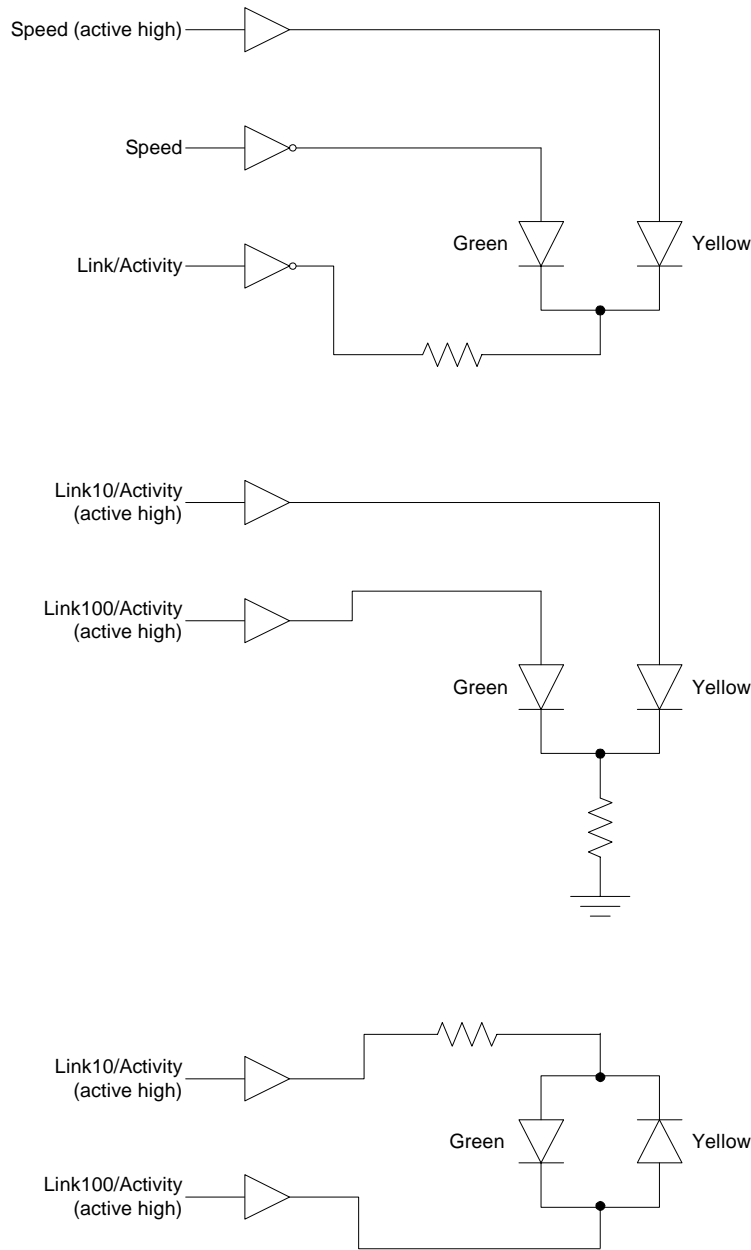 Speed (active high)
Speed
Green
Yellow
Link/Activity
Link10/Activity
(active high)
Link100/Activity
(active high)
Green
Yellow
Link10/Activity
(active high)
Green
Yellow
Link100/Activity
(active high)